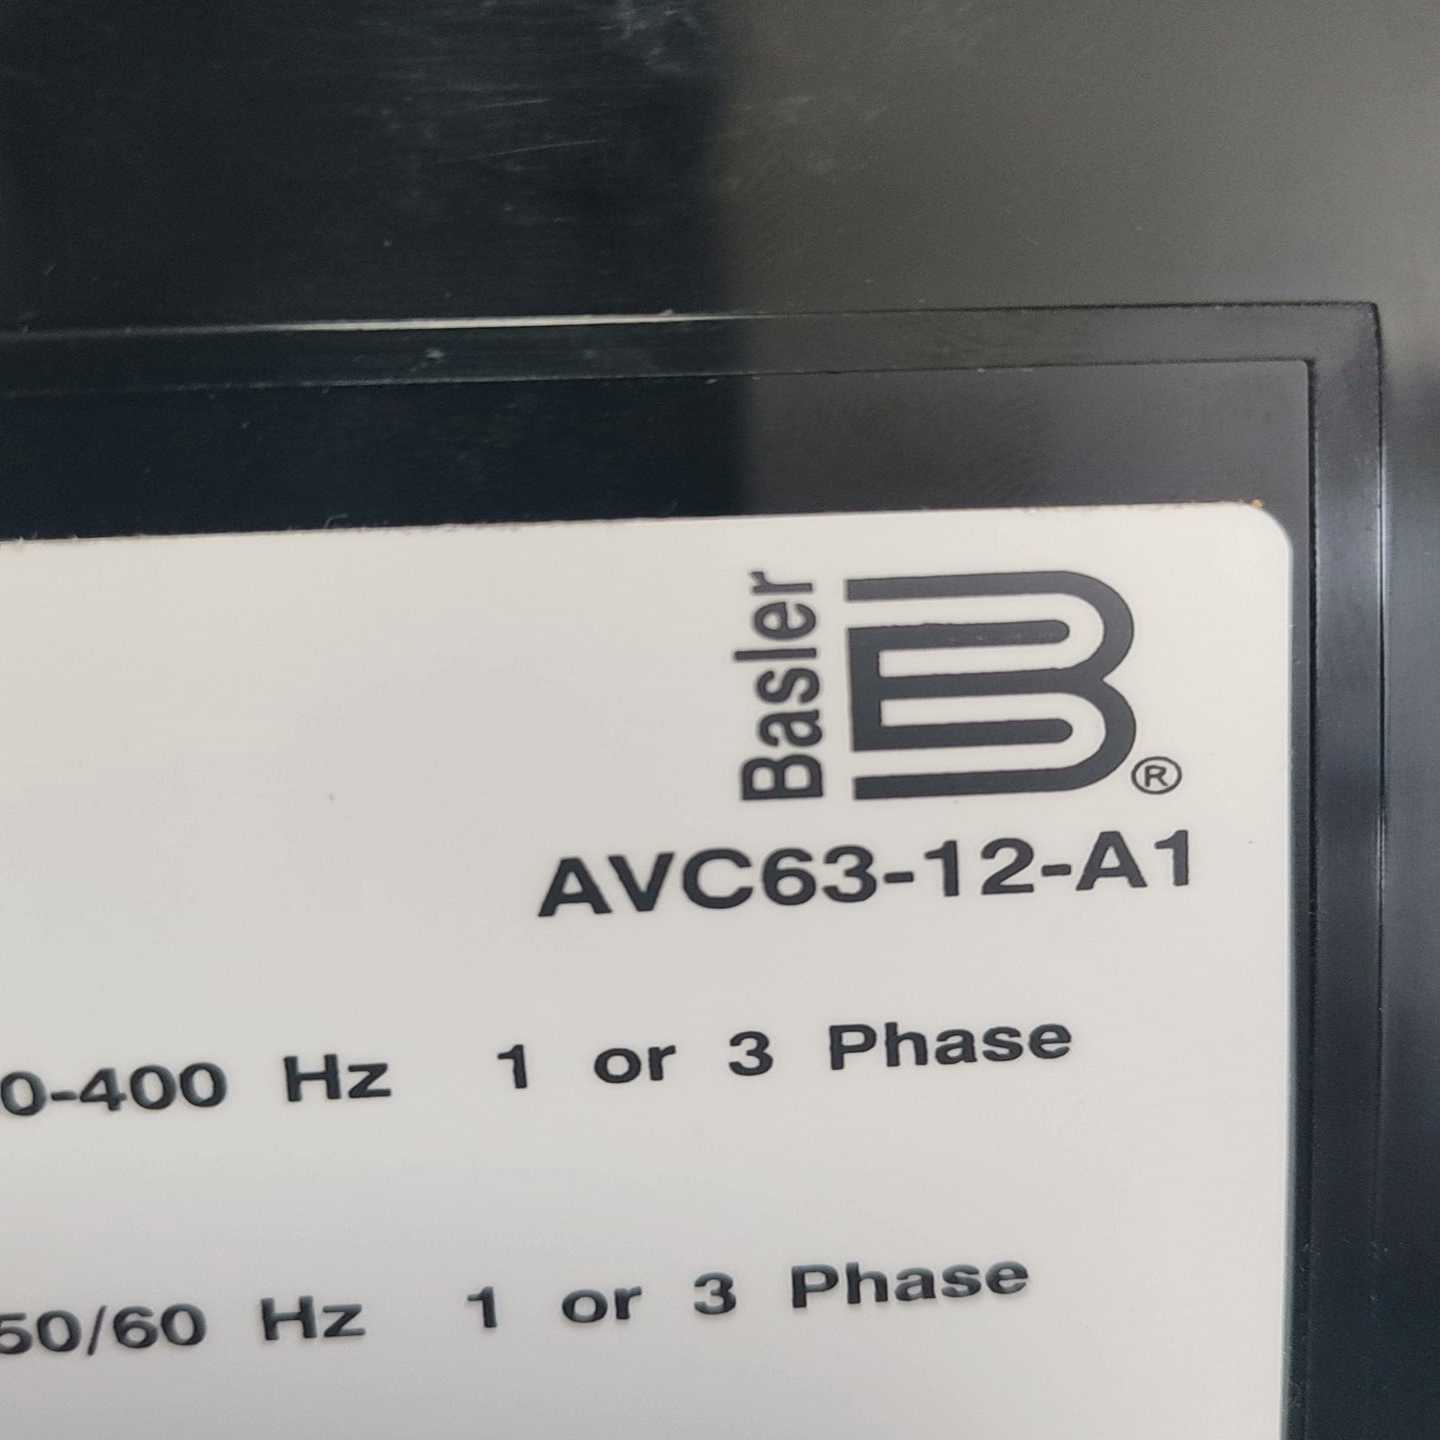 Basler
®
AVC63-12-A1
0-400 Hz 1 or 3 Phase
50/60 Hz 1 or 3 Phase